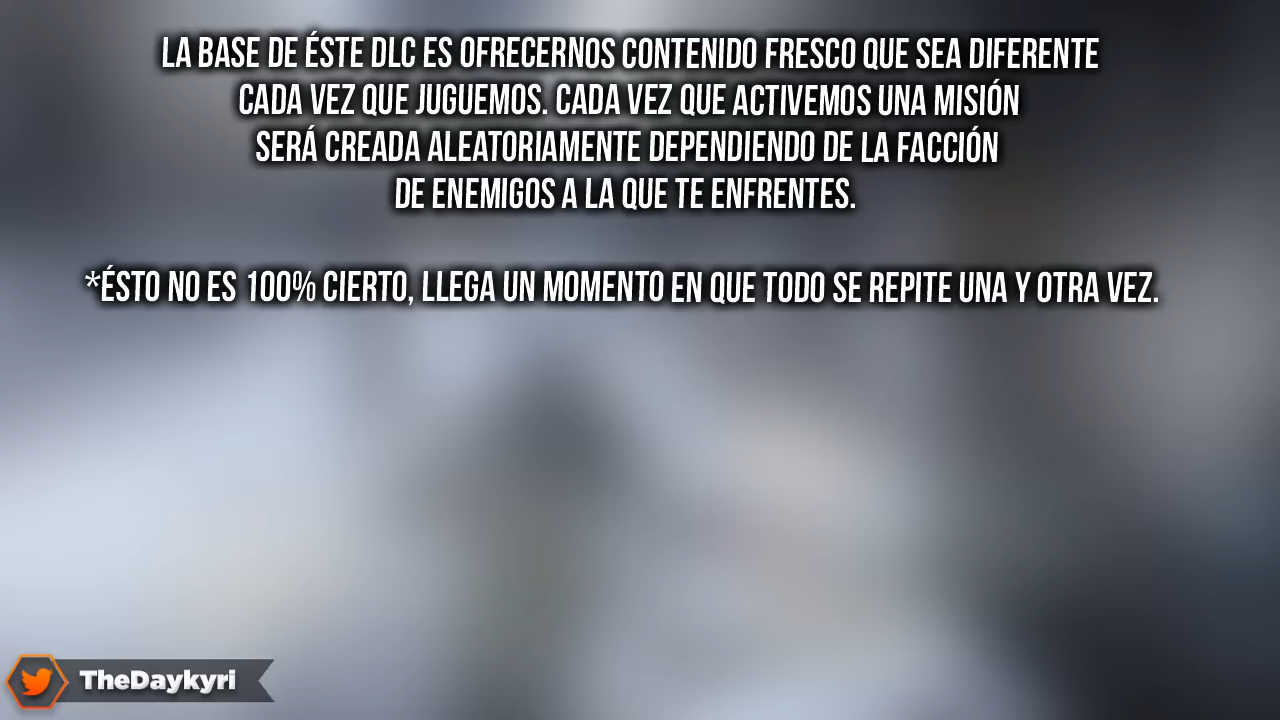 LA BASE DE ÉSTE DLC ES OFRECERNOS CONTENIDO FRESCO QUE SEA DIFERENTE
CADA VEZ QUE JUGUEMOS. CADA VEZ QUE ACTIVEMOS UNA MISIÓN
SERÁ CREADA ALEATORIAMENTE DEPENDIENDO DE LA FACCIÓN
DE ENEMIGOS A LA QUE TE ENFRENTES.
*ÉSTO NO ES 100% CIERTO, LLEGA UN MOMENTO EN QUE TODO SE REPITE UNA Y OTRA VEZ.
TheDaykyri